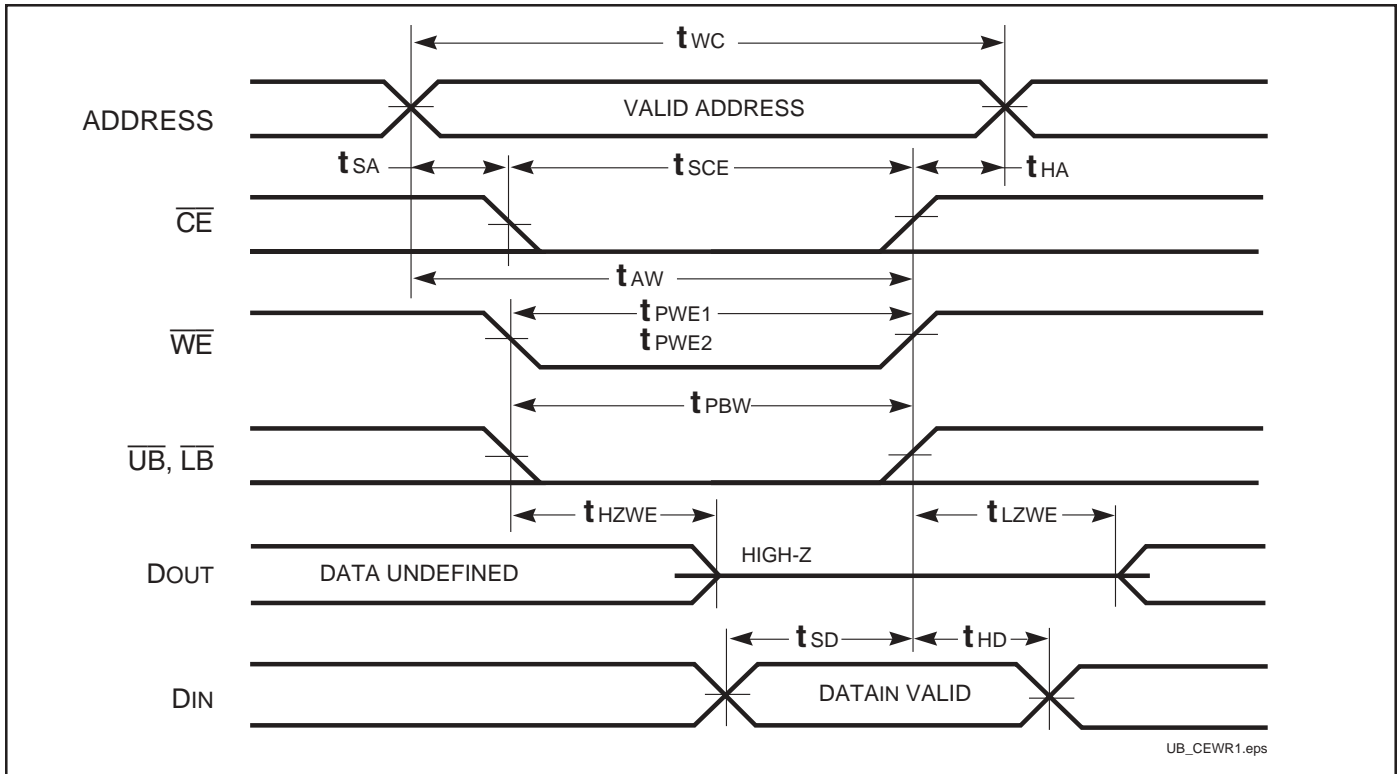 tWC
ADDRESS
VALID ADDRESS
tSA
tSCE
tHA
CE
tAW
tPWE1
WE
tPWE2
tPBW
UB, LB
tHZWE
tLZWE
DOUT
DATA UNDEFINED
HIGH-Z
tSD
tHD
DIN
DATAIN VALID
UB_CEWR1.eps